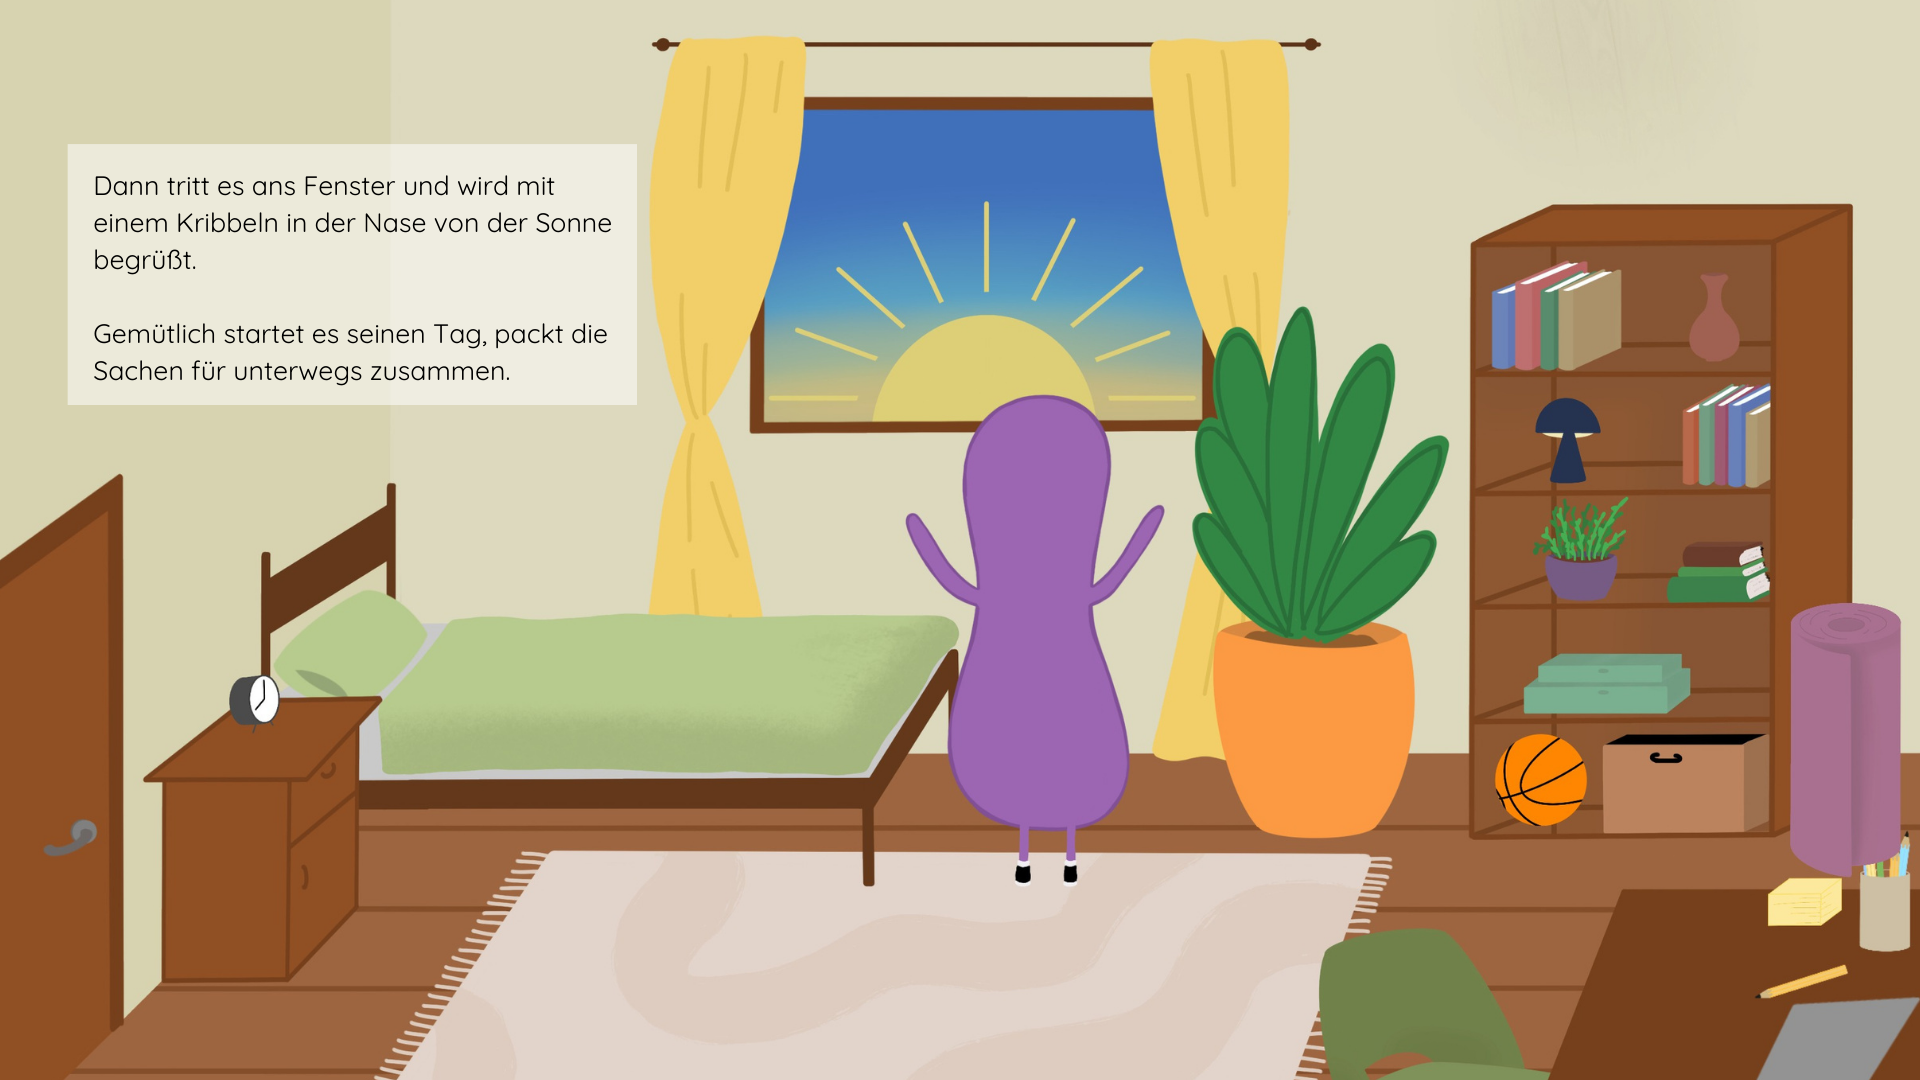 Dann tritt es ans Fenster und wird mit
einem Kribbeln in der Nase von der Sonne
begrüßt.
Gemütlich startet es seinen Tag, packt die
Sachen für unterwegs zusammen.